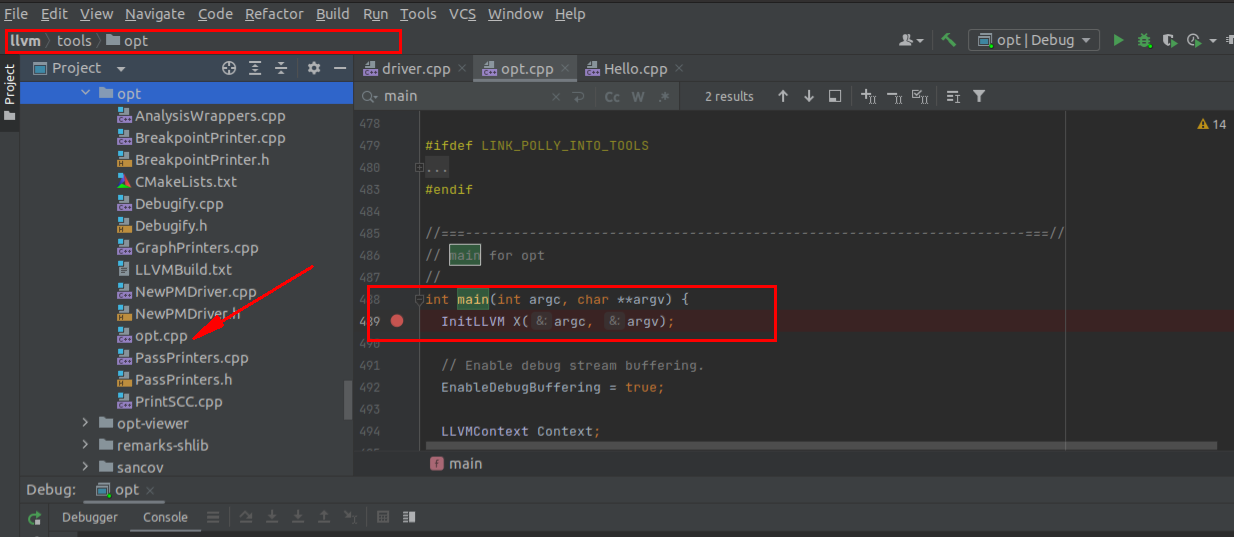 File Edit View Navigate Code Refactor Build Run Tools VCS Window Help
llvm tools opt
opt | Debug
Project
Project
driver.cpp opt.cpp Hello.cpp
main Cc W .* 2 results
opt
AnalysisWrappers.cpp
BreakpointPrinter.cpp
BreakpointPrinter.h
CMakeLists.txt
Debugify.cpp
Debugify.h
GraphPrinters.cpp
LLVMBuild.txt
NewPMDriver.cpp
NewPMDriver.h
opt.cpp
PassPrinters.cpp
PassPrinters.h
PrintSCC.cpp
opt-viewer
remarks-shlib
sancov
14
478
479 #ifdef LINK_POLLY_INTO_TOOLS
480 ...
483 #endif
484
485 //===----------------------------------------------------------------------===//
486 // main for opt
487 //
488 int main(int argc, char **argv) {
489 InitLLVM X( &: argc, &: argv);
490
491 // Enable debug stream buffering.
492 EnableDebugBuffering = true;
493
494 LLVMContext Context;
f main
Debug: opt
Debugger Console